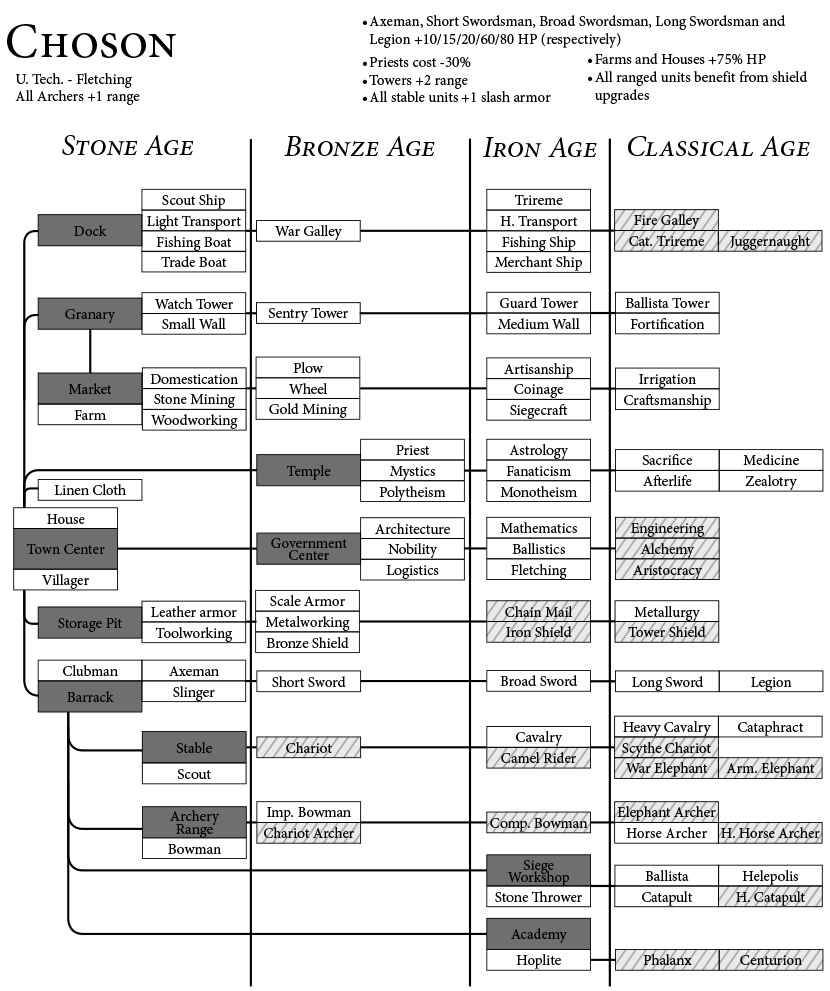 CHOSON
U. Tech. - Fletching
All Archers +1 range
• Axeman, Short Swordsman, Broad Swordsman, Long Swordsman and
Legion +10/15/20/60/80 HP (respectively)
• Priests cost -30%
• Towers +2 range
• All stable units +1 slash armor
• Farms and Houses +75% HP
• All ranged units benefit from shield
upgrades
STONE AGE
BRONZE AGE
IRON AGE
CLASSICAL AGE
Dock
Scout Ship
Light Transport
Fishing Boat
Trade Boat
War Galley
Trireme
H. Transport
Fishing Ship
Merchant Ship
Fire Galley
Cat. Trireme
Juggernaught
Granary
Watch Tower
Small Wall
Sentry Tower
Guard Tower
Medium Wall
Ballista Tower
Fortification
Market
Farm
Domestication
Stone Mining
Woodworking
Plow
Wheel
Gold Mining
Artisanship
Coinage
Siegecraft
Irrigation
Craftsmanship
Temple
Priest
Mystics
Polytheism
Astrology
Fanaticism
Monotheism
Sacrifice
Medicine
Afterlife
Zealotry
Linen Cloth
House
Town Center
Villager
Government
Center
Architecture
Nobility
Logistics
Mathematics
Ballistics
Fletching
Engineering
Alchemy
Aristocracy
Storage Pit
Leather armor
Toolworking
Scale Armor
Metalworking
Bronze Shield
Chain Mail
Iron Shield
Metallurgy
Tower Shield
Clubman
Barrack
Axeman
Slinger
Short Sword
Broad Sword
Long Sword
Legion
Stable
Scout
Chariot
Cavalry
Camel Rider
Heavy Cavalry
Cataphract
Scythe Chariot
War Elephant
Arm. Elephant
Archery
Range
Bowman
Imp. Bowman
Chariot Archer
Comp. Bowman
Elephant Archer
Horse Archer
H. Horse Archer
Siege
Workshop
Stone Thrower
Ballista
Helepolis
Catapult
H. Catapult
Academy
Hoplite
Phalanx
Centurion